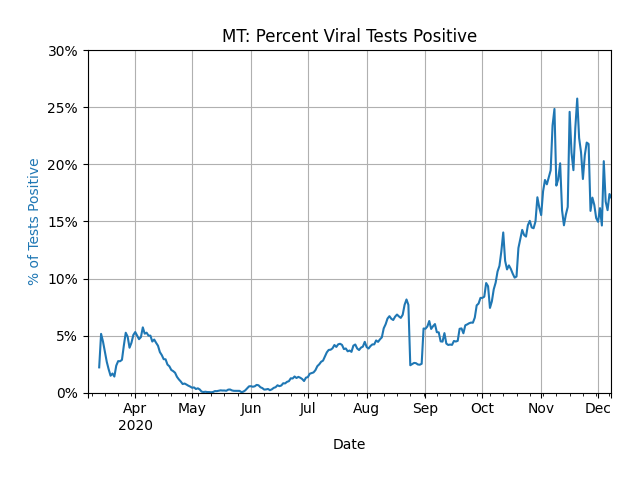 MT: Percent Viral Tests Positive
30%
25%
20%
15%
10%
5%
0%
% of Tests Positive
Apr May Jun Jul Aug Sep Oct Nov Dec
2020
Date